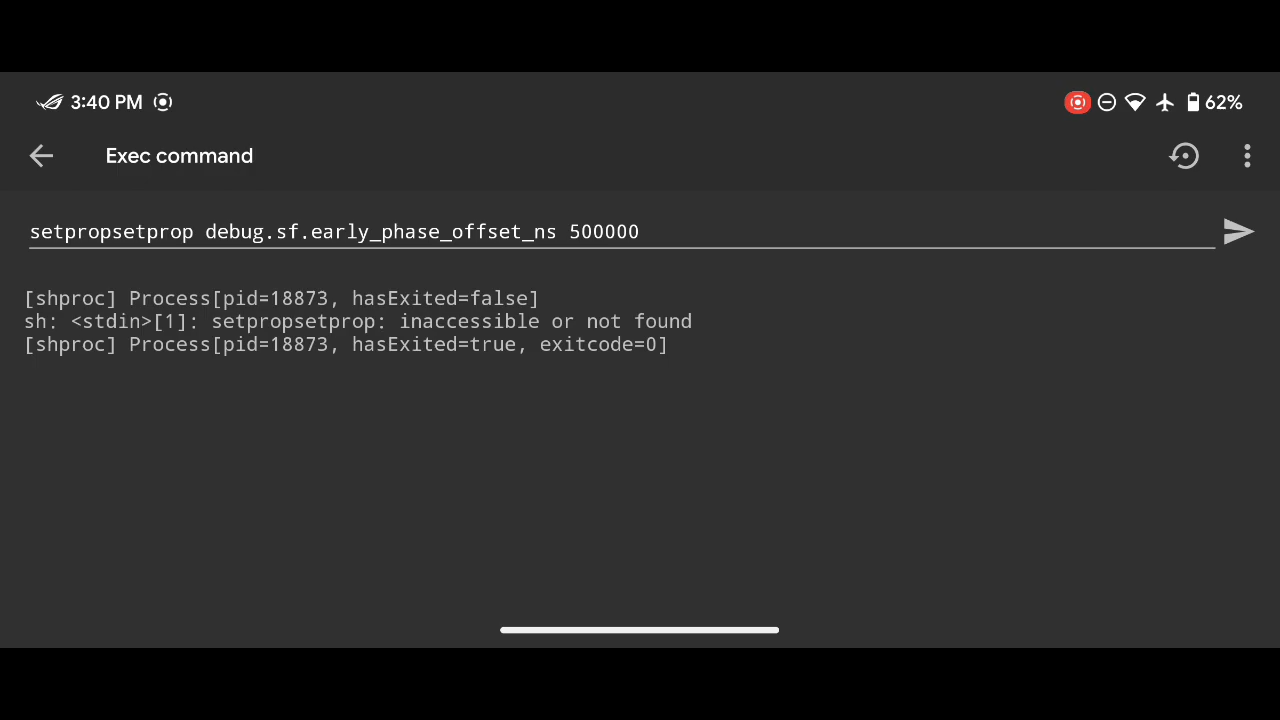 3:40 PM
62%
Exec command
setpropsetprop debug.sf.early_phase_offset_ns 500000
[shproc] Process[pid=18873, hasExited=false]
sh: <stdin>[1]: setpropsetprop: inaccessible or not found
[shproc] Process[pid=18873, hasExited=true, exitcode=0]